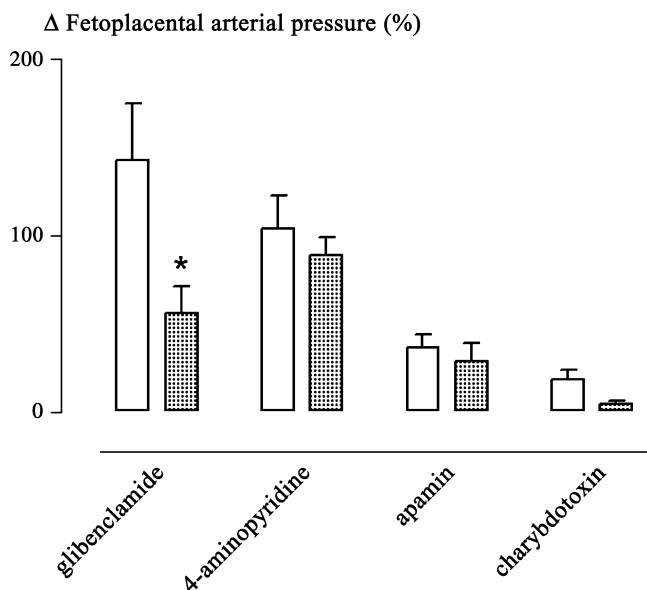 Δ Fetoplacental arterial pressure (%)
200
100
0
*
glibenclamide
4-aminopyridine
apamin
charybdotoxin